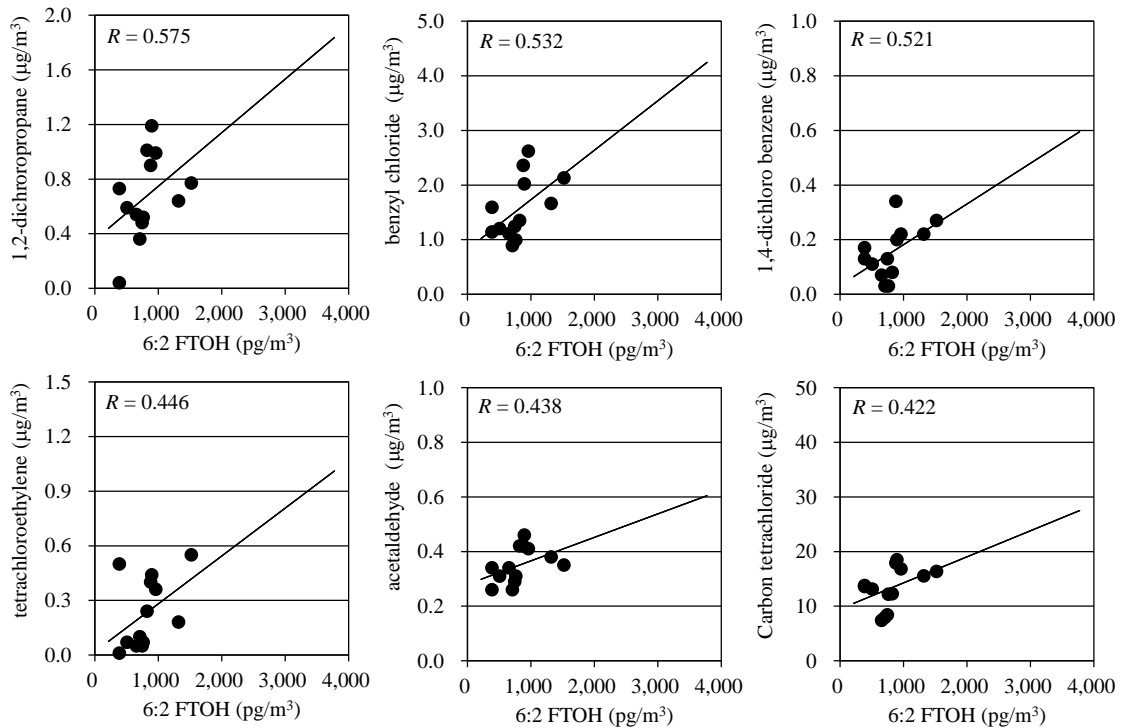 R = 0.575
1,2-dichroropropane (μg/m³)
2.0
1.6
1.2
0.8
0.4
0.0
0 1,000 2,000 3,000 4,000
6:2 FTOH (pg/m³)
R = 0.532
benzyl chloride (μg/m³)
5.0
4.0
3.0
2.0
1.0
0.0
0 1,000 2,000 3,000 4,000
6:2 FTOH (pg/m³)
R = 0.521
1,4-dichloro benzene (μg/m³)
1.0
0.8
0.6
0.4
0.2
0.0
0 1,000 2,000 3,000 4,000
6:2 FTOH (pg/m³)
R = 0.446
tetrachloroethylene (μg/m³)
1.5
1.2
0.9
0.6
0.3
0.0
0 1,000 2,000 3,000 4,000
6:2 FTOH (pg/m³)
R = 0.438
acetaldehyde (μg/m³)
1.0
0.8
0.6
0.4
0.2
0.0
0 1,000 2,000 3,000 4,000
6:2 FTOH (pg/m³)
R = 0.422
Carbon tetrachloride (μg/m³)
50
40
30
20
10
0
0 1,000 2,000 3,000 4,000
6:2 FTOH (pg/m³)